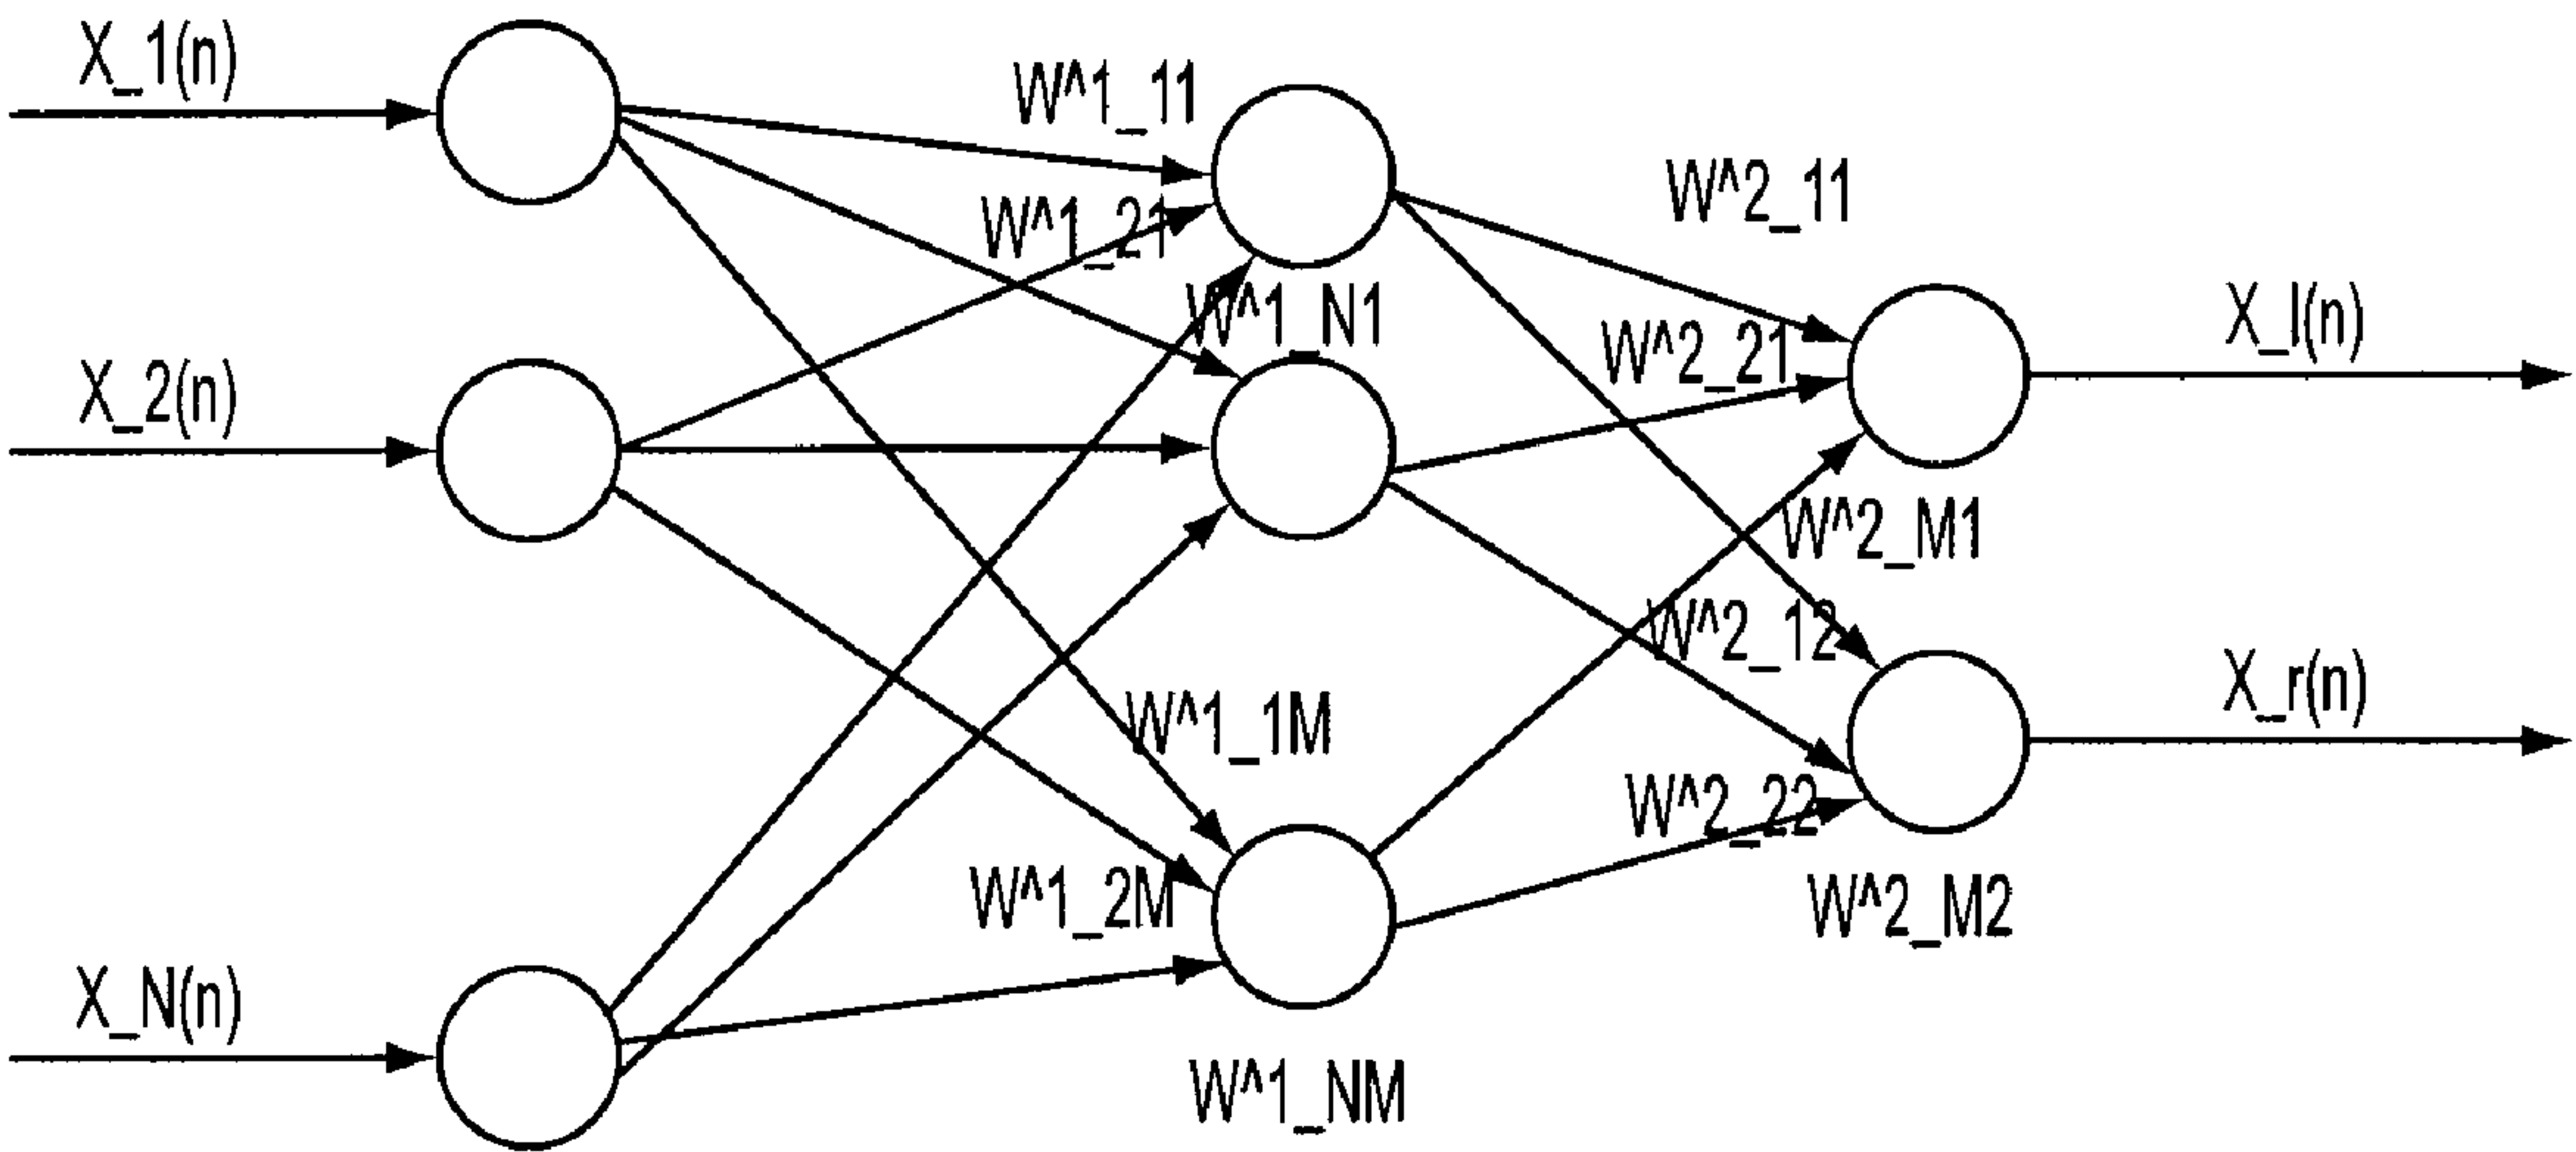 X_1(n)
W^1_11
W^2_11
W^1_21
W^1_N1
X_l(n)
W^2_21
X_2(n)
W^2_M1
W^2_12
X_r(n)
W^1_1M
W^2_22
W^1_2M
W^2_M2
X_N(n)
W^1_NM